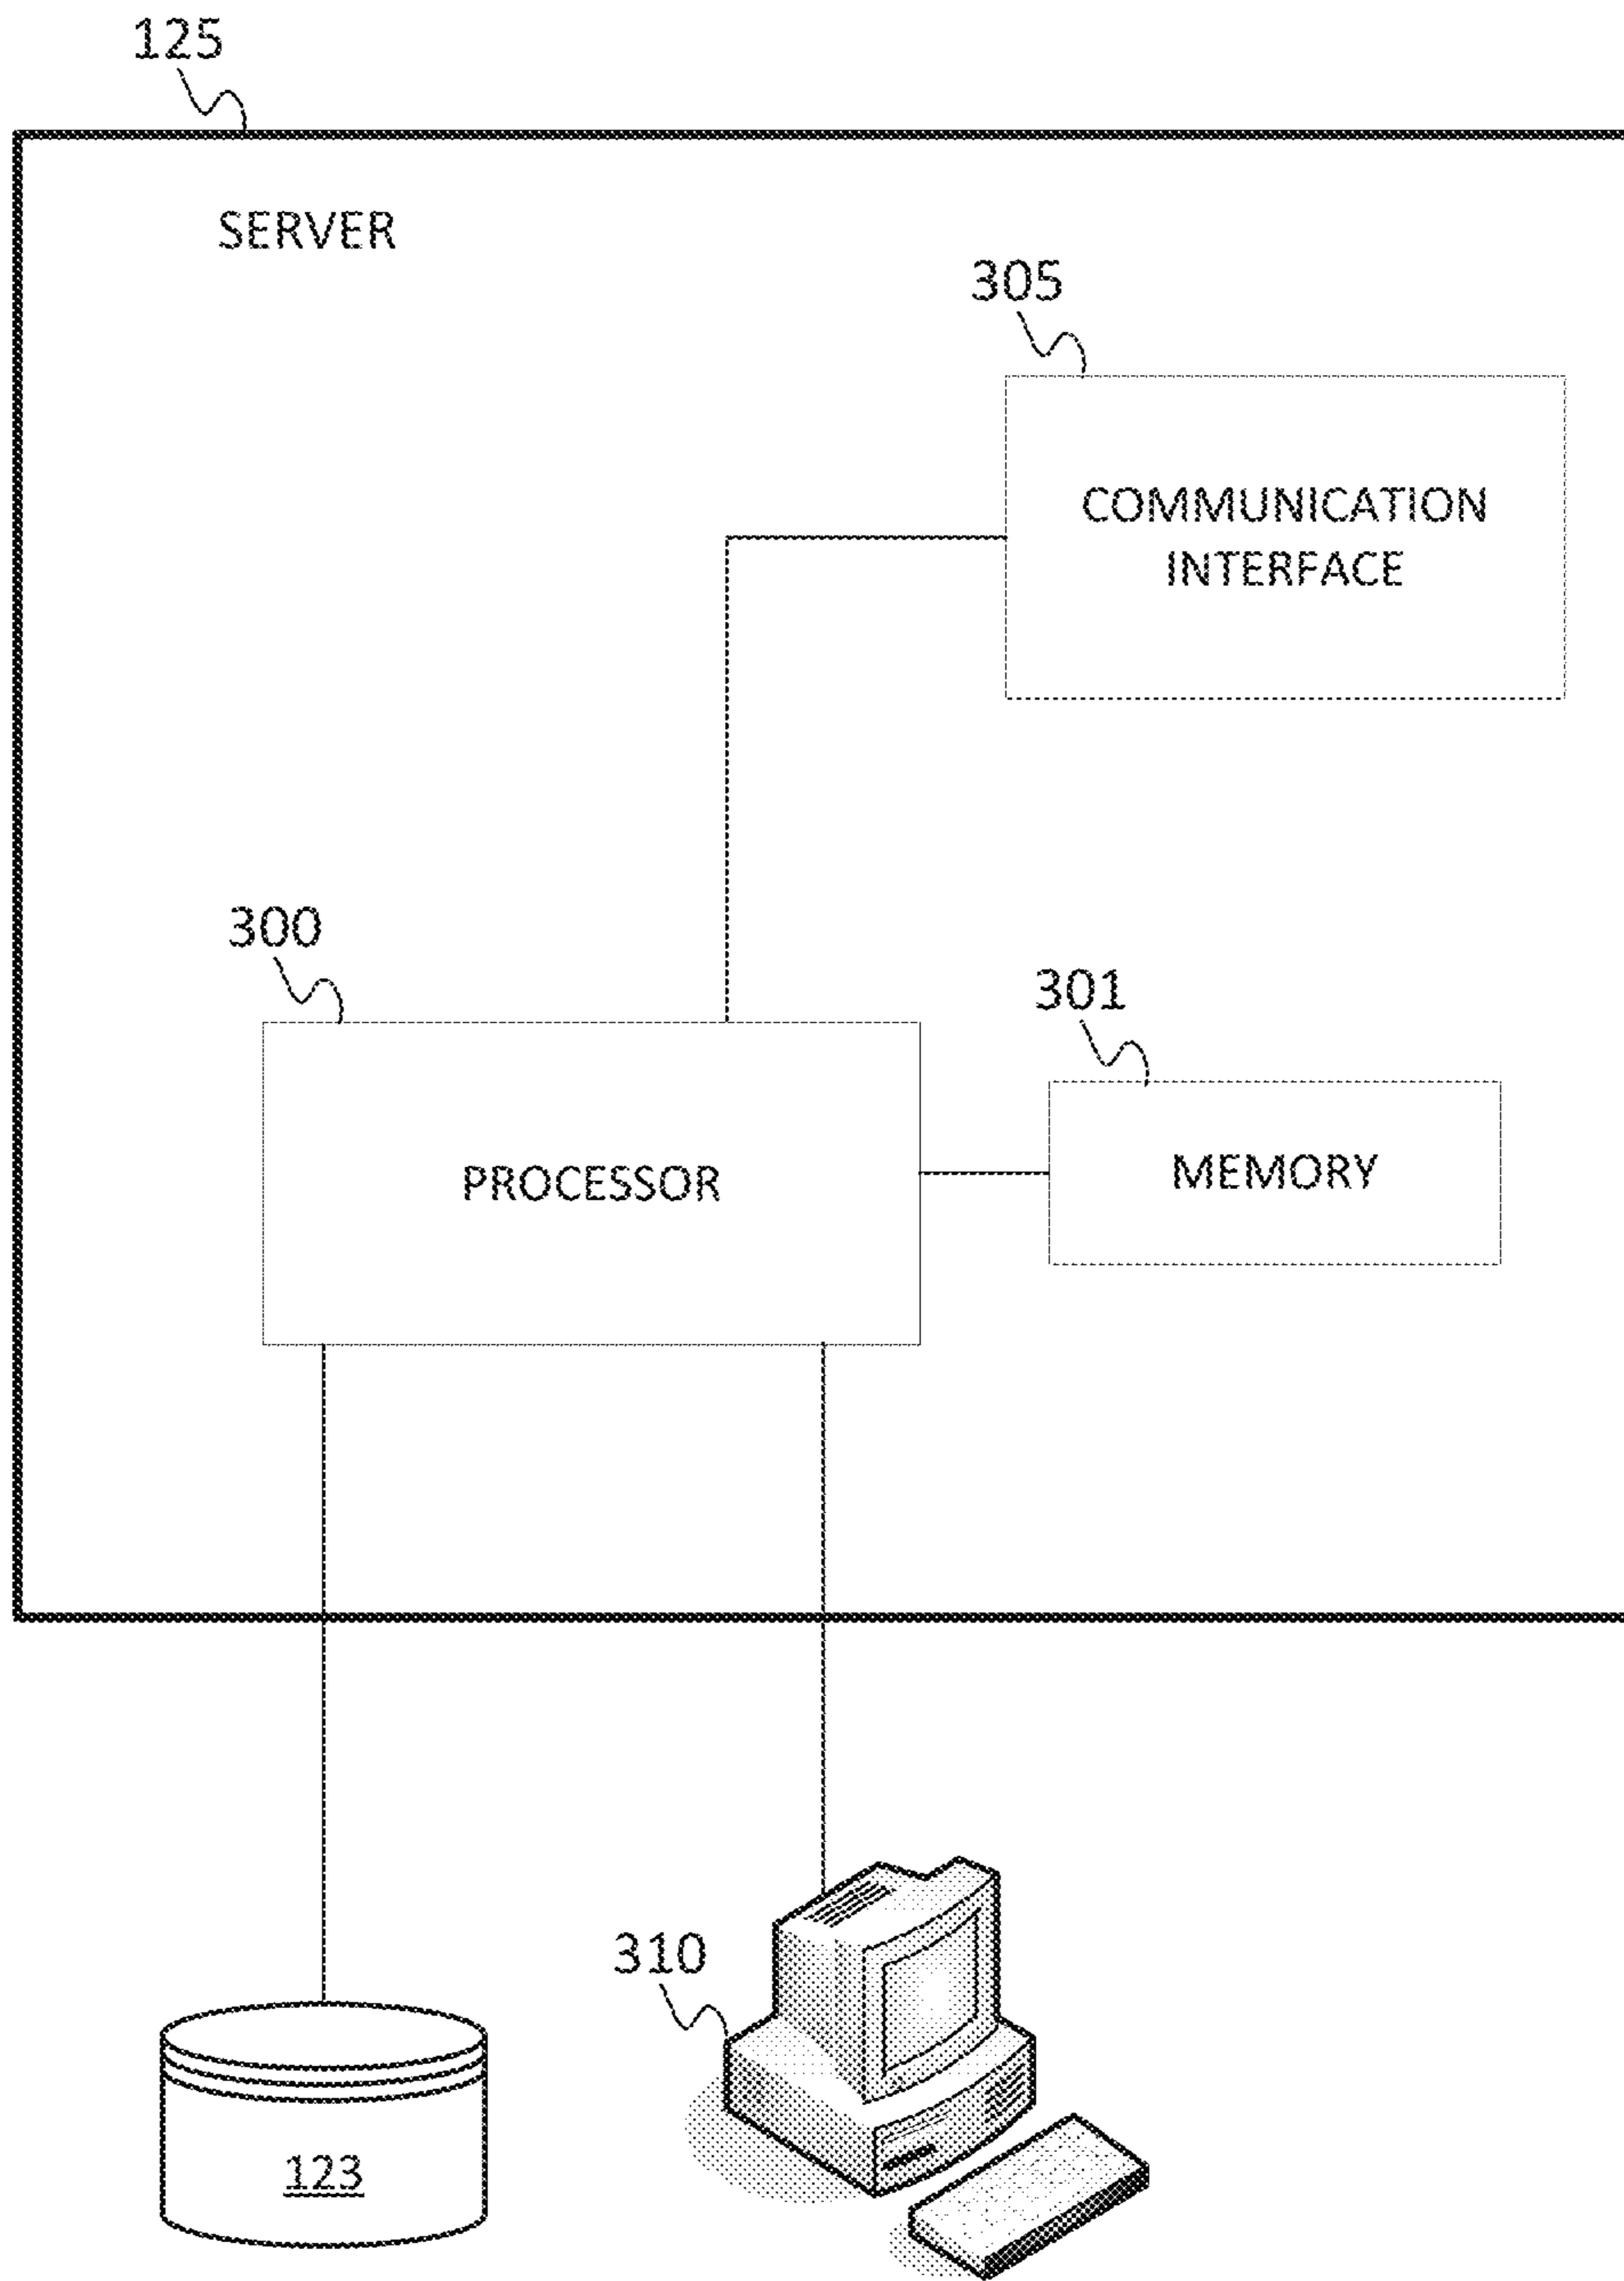 125
SERVER
305
COMMUNICATION
INTERFACE
300
301
PROCESSOR
MEMORY
310
123